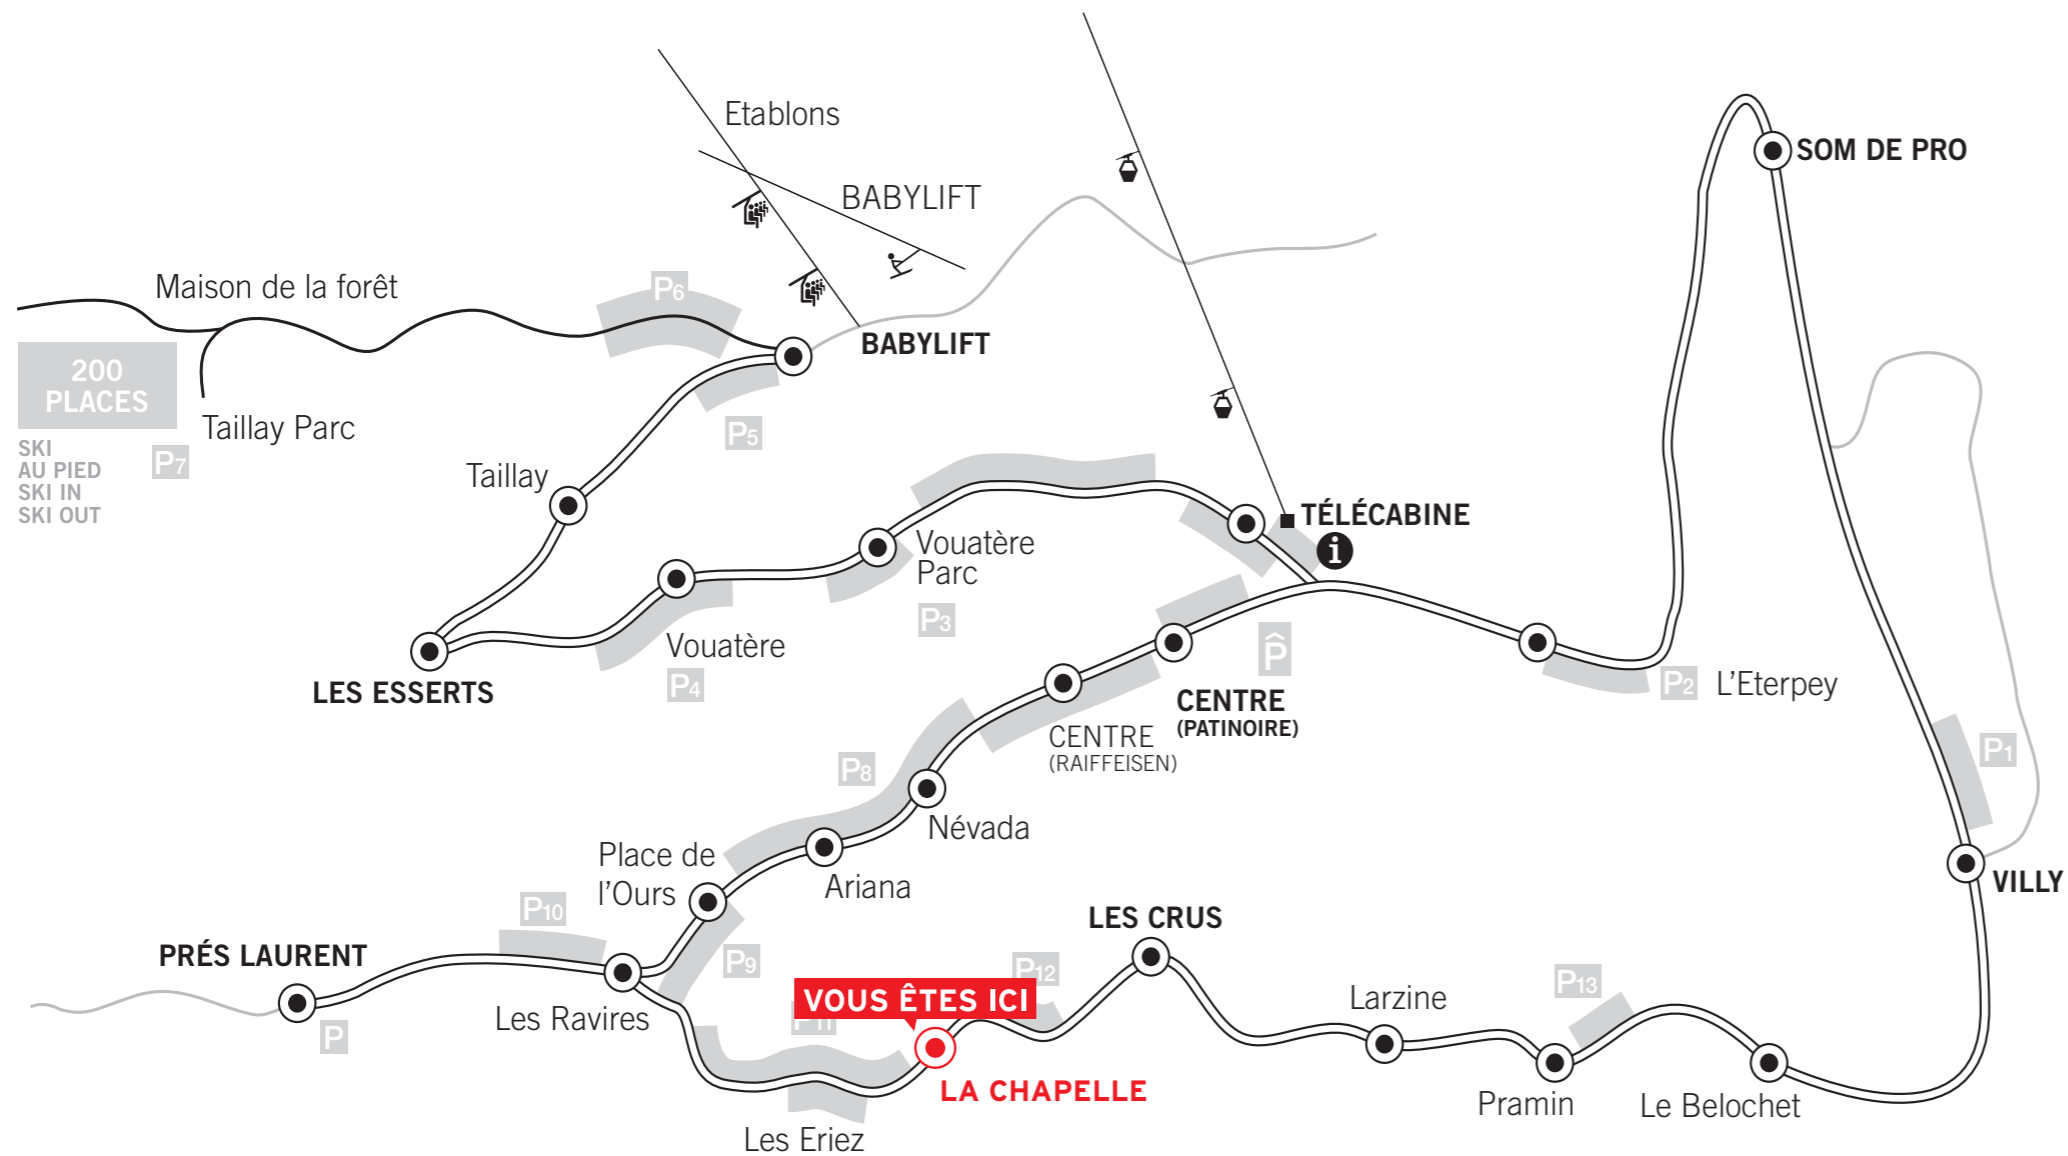 Etablons
SOM DE PRO
BABYLIFT
Maison de la forêt
P6
BABYLIFT
200
PLACES
Taillay Parc
P5
SKI
AU PIED
SKI IN
SKI OUT
P7
Taillay
TÉLÉCABINE
i
Vouatère
Parc
P3
Vouatère
P
P4
LES ESSERTS
P2
L'Eterpey
CENTRE
(PATINOIRE)
CENTRE
(RAIFFEISEN)
P1
P8
Névada
Place de
l'Ours
Ariana
VILLY
P10
LES CRUS
PRÉS LAURENT
P9
P12
P13
VOUS ÊTES ICI
Larzine
Les Ravires
P11
P
LA CHAPELLE
Pramin
Le Belochet
Les Eriez